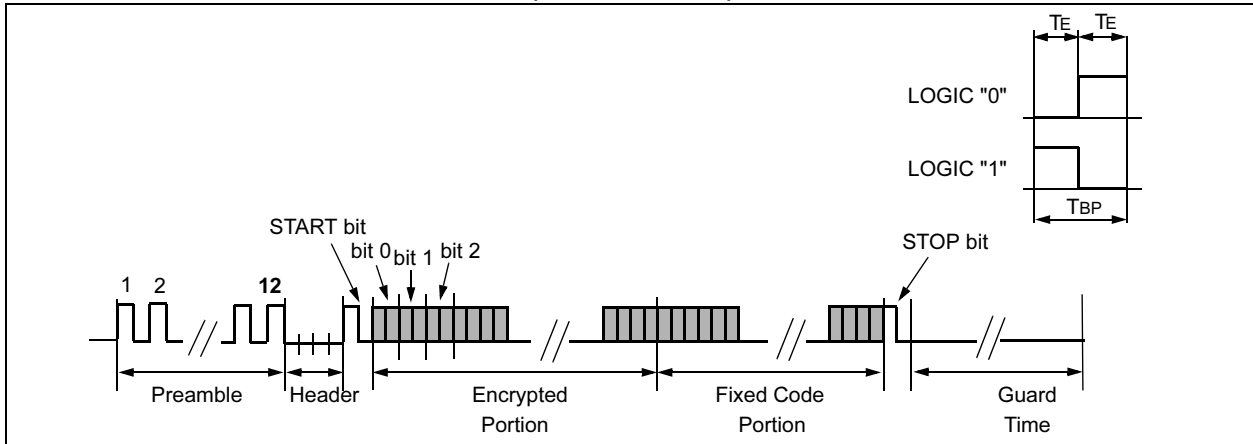 TE TE
LOGIC "0"
LOGIC "1"
TBP
START bit
bit 0 bit 1 bit 2
STOP bit
1 2 12
Preamble Header Encrypted Portion Fixed Code Portion Guard Time